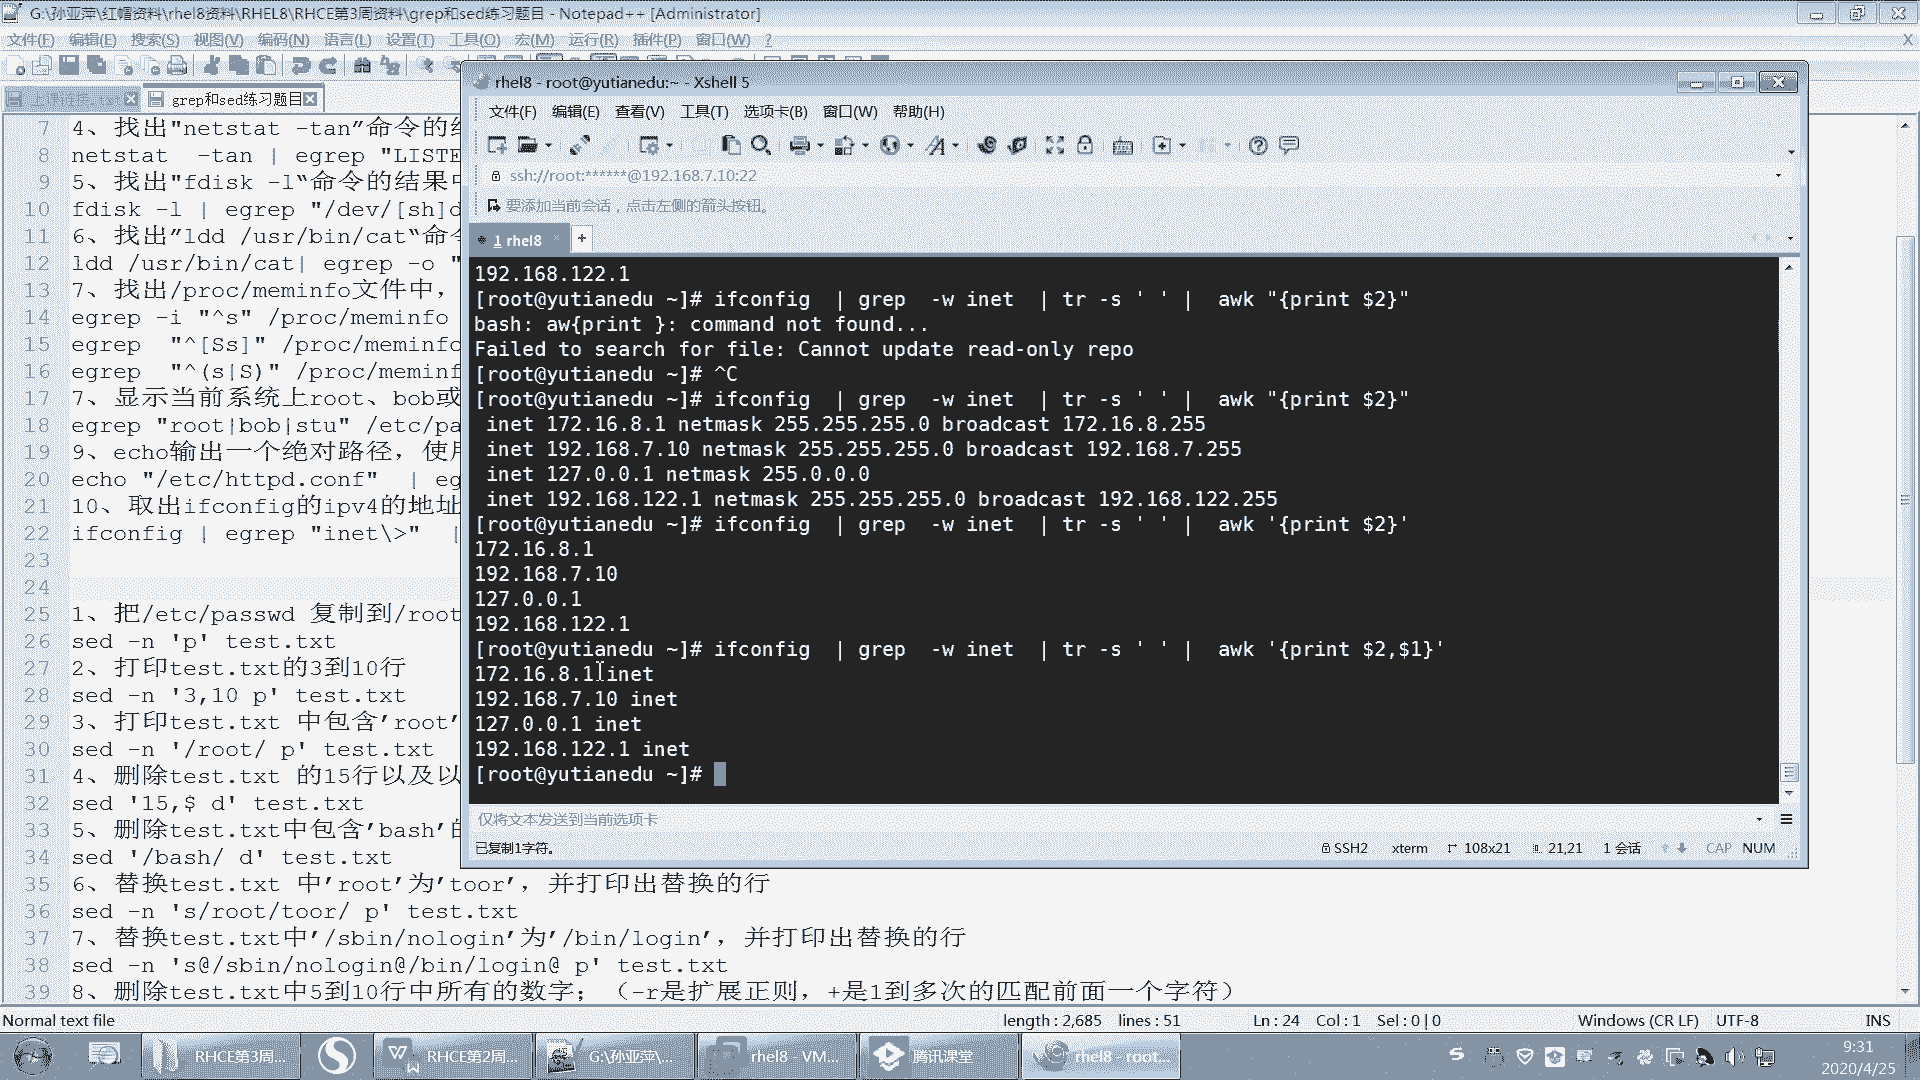 G:\孙亚萍\红帽资料\rhel8资料\RHEL8\RHCE第3周资料\grep和sed练习题目 - Notepad++ [Administrator]
文件(F) 编辑(E) 搜索(S) 视图(V) 编码(N) 语言(L) 设置(T) 工具(O) 宏(M) 运行(R) 插件(P) 窗口(W) ?
grep和sed练习题目
7 4、找出"netstat -tan”命令的
8 netstat  -tan | egrep "LISTE
9 5、找出"fdisk -l“命令的结果中
10 fdisk -l | egrep "/dev/[sh]d
11 6、找出”ldd /usr/bin/cat“命令
12 ldd /usr/bin/cat| egrep -o "
13 7、找出/proc/meminfo文件中，
14 egrep -i "^s" /proc/meminfo
15 egrep  "^[Ss]" /proc/meminfo
16 egrep  "^(s|S)" /proc/meminf
17 7、显示当前系统上root、bob或
18 egrep "root|bob|stu" /etc/pa
19 9、echo输出一个绝对路径，使用
20 echo "/etc/httpd.conf"  | eg
21 10、取出ifconfig的ipv4的地址
22 ifconfig | egrep "inet\>"  |
23
24
25 1、把/etc/passwd 复制到/root
26 sed -n 'p' test.txt
27 2、打印test.txt的3到10行
28 sed -n '3,10 p' test.txt
29 3、打印test.txt 中包含’root’
30 sed -n '/root/ p' test.txt
31 4、删除test.txt 的15行以及以
32 sed '15,$ d' test.txt
33 5、删除test.txt中包含’bash’的
34 sed '/bash/ d' test.txt
35 6、替换test.txt 中’root’为’toor’，并打印出替换的行
36 sed -n 's/root/toor/ p' test.txt
37 7、替换test.txt中’/sbin/nologin’为’/bin/login’，并打印出替换的行
38 sed -n 's@/sbin/nologin@/bin/login@ p' test.txt
39 8、删除test.txt中5到10行中所有的数字；（-r是扩展正则，+是1到多次的匹配前面一个字符）
rhel8 - root@yutianedu:~ - Xshell 5
文件(F) 编辑(E) 查看(V) 工具(T) 选项卡(B) 窗口(W) 帮助(H)
ssh://root:******@192.168.7.10:22
要添加当前会话，点击左侧的箭头按钮。
1 rhel8
192.168.122.1
[root@yutianedu ~]# ifconfig  | grep  -w inet  | tr -s ' ' |  awk "{print $2}"
bash: aw{print }: command not found...
Failed to search for file: Cannot update read-only repo
[root@yutianedu ~]# ^C
[root@yutianedu ~]# ifconfig  | grep  -w inet  | tr -s ' ' |  awk "{print $2}"
inet 172.16.8.1 netmask 255.255.255.0 broadcast 172.16.8.255
inet 192.168.7.10 netmask 255.255.255.0 broadcast 192.168.7.255
inet 127.0.0.1 netmask 255.0.0.0
inet 192.168.122.1 netmask 255.255.255.0 broadcast 192.168.122.255
[root@yutianedu ~]# ifconfig  | grep  -w inet  | tr -s ' ' |  awk '{print $2}'
172.16.8.1
192.168.7.10
127.0.0.1
192.168.122.1
[root@yutianedu ~]# ifconfig  | grep  -w inet  | tr -s ' ' |  awk '{print $2,$1}'
172.16.8.1 inet
192.168.7.10 inet
127.0.0.1 inet
192.168.122.1 inet
[root@yutianedu ~]#
仅将文本发送到当前选项卡
已复制1字符。 SSH2 xterm 108x21 21,21 1 会话 CAP NUM
Normal text file length : 2,685 lines : 51 Ln : 24 Col : 1 Sel : 0 | 0 Windows (CR LF) UTF-8 INS
RHCE第3周... RHCE第2周... G:\孙亚萍\... rhel8 - VM... 腾讯课堂 rhel8 - root...
9:31
2020/4/25